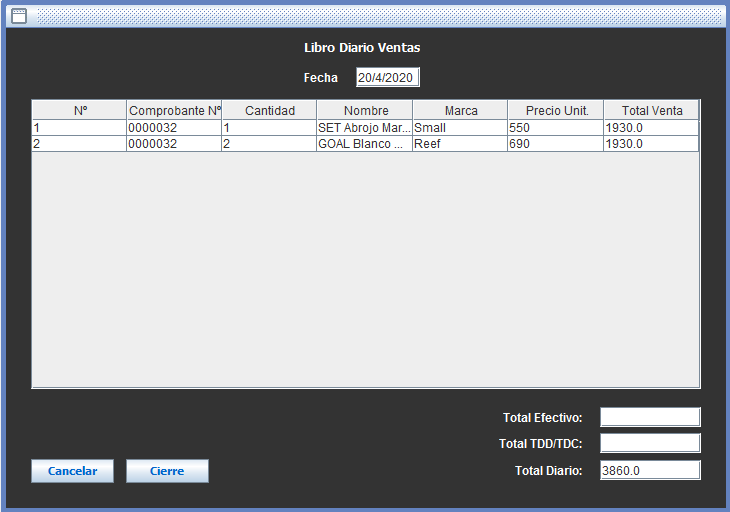 Libro Diario Ventas
Fecha 20/4/2020
Nº Comprobante Nº Cantidad Nombre Marca Precio Unit. Total Venta
1 0000032 1 SET Abrojo Mar... Small 550 1930.0
2 0000032 2 GOAL Blanco ... Reef 690 1930.0
Total Efectivo:
Total TDD/TDC:
Cancelar Cierre Total Diario: 3860.0